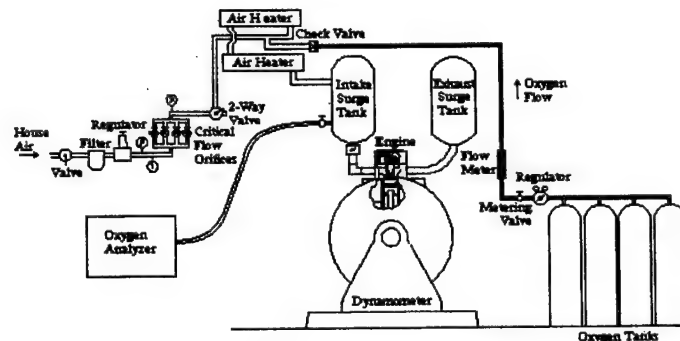 Air Heater
Check Valve
Air Heater
Intake
Surge
Tank
Exhaust
Surge
Tank
Oxygen
Flow
2-Way
Valve
Regulator
House
Air
Filter
Critical
Flow
Orifices
Valve
Engine
Flow
Meter
Regulator
Metering
Valve
Oxygen
Analyzer
Dynamometer
Oxygen Tanks